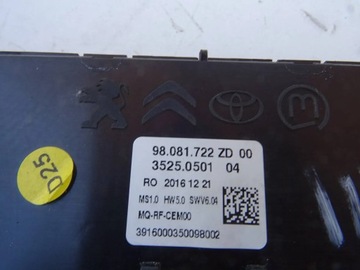 98.081.722 ZD 00
3525.0501 04
RO 2016 12 21
MS1.0 HW5.0 SWV6.04
MQ-RF-CEM00
3916000350098002
D25